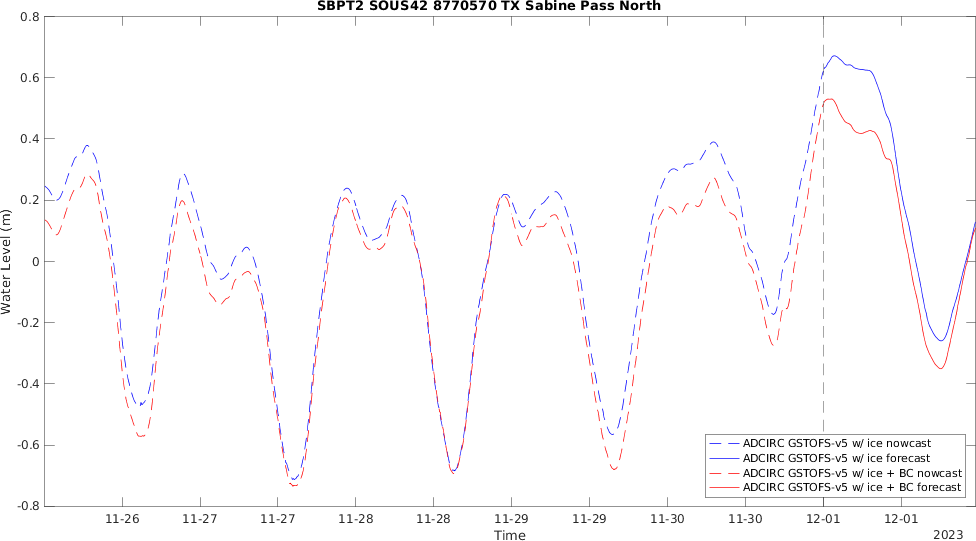 SBPT2 SOUS42 8770570 TX Sabine Pass North
0.8
0.6
0.4
0.2
0
-0.2
-0.4
-0.6
-0.8
Water Level (m)
ADCIRC GSTOFS-v5 w/ ice nowcast
ADCIRC GSTOFS-v5 w/ ice forecast
ADCIRC GSTOFS-v5 w/ ice + BC nowcast
ADCIRC GSTOFS-v5 w/ ice + BC forecast
11-26 11-27 11-27 11-28 11-28 11-29 11-29 11-30 11-30 12-01 12-01
Time
2023